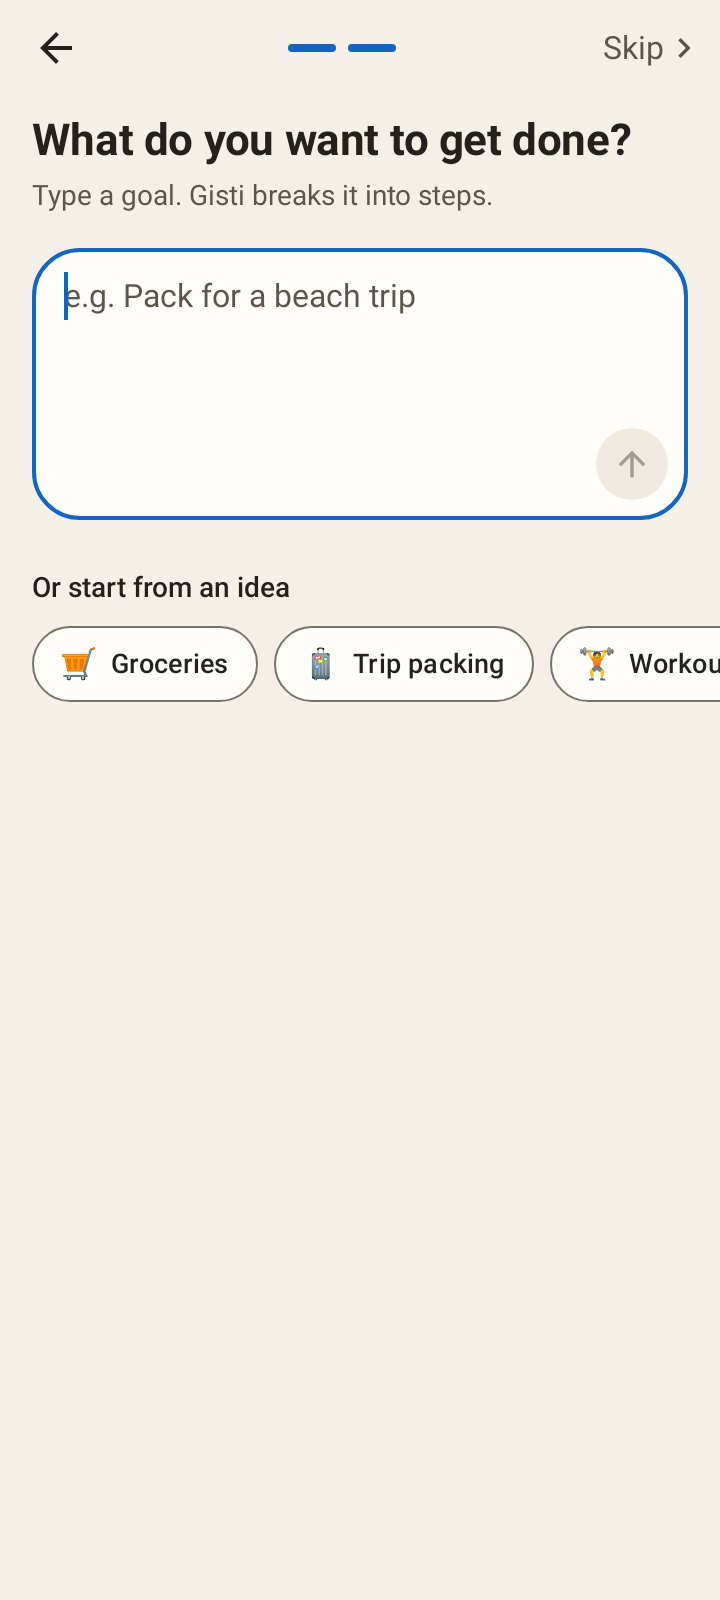 Skip
What do you want to get done?
Type a goal. Gisti breaks it into steps.
e.g. Pack for a beach trip
Or start from an idea
Groceries
Trip packing
Workou